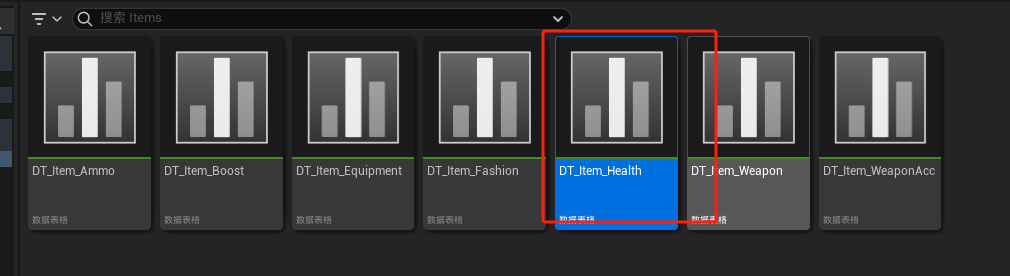 搜索 Items
DT_Item_Ammo
数据表格
DT_Item_Boost
数据表格
DT_Item_Equipment
数据表格
DT_Item_Fashion
数据表格
DT_Item_Health
数据表格
DT_Item_Weapon
数据表格
DT_Item_WeaponAcc
数据表格